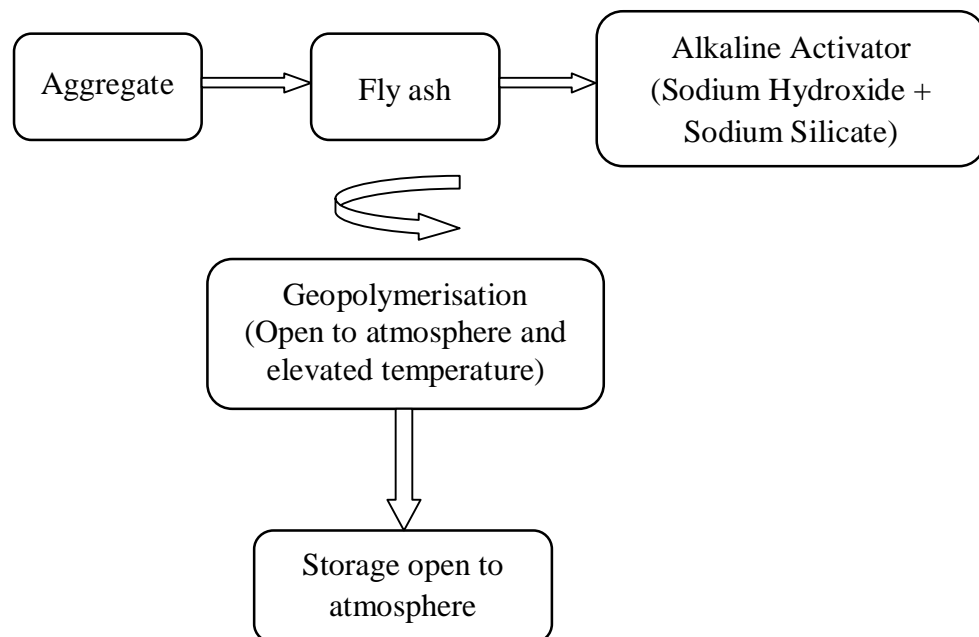 Aggregate
Fly ash
Alkaline Activator
(Sodium Hydroxide +
Sodium Silicate)
Geopolymerisation
(Open to atmosphere and
elevated temperature)
Storage open to
atmosphere